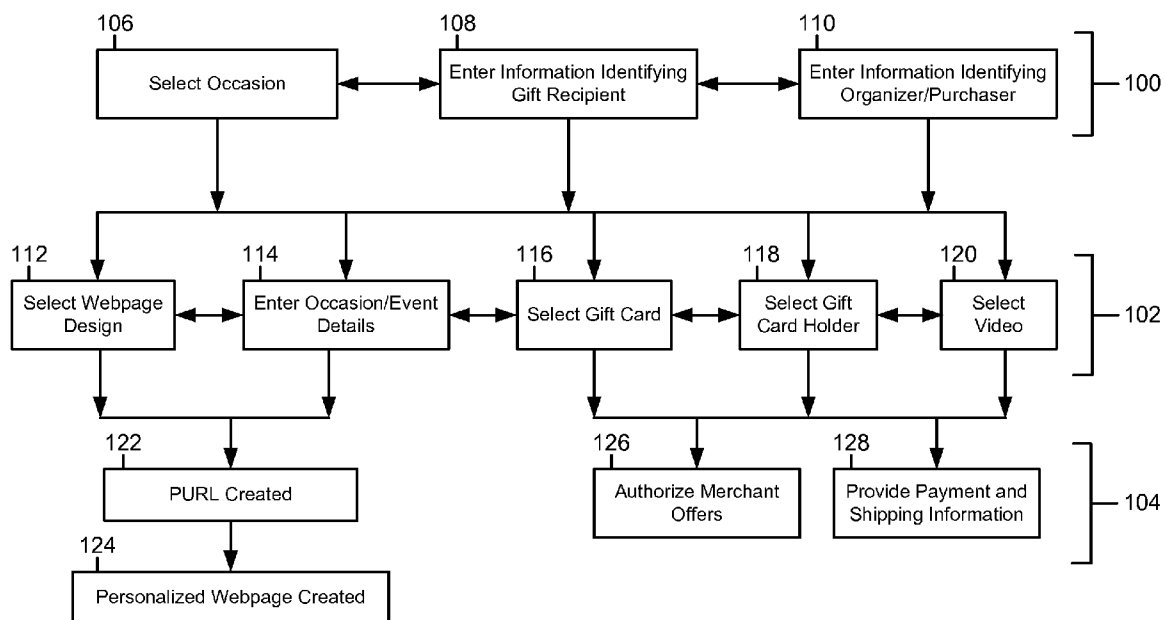 106
108
110
Select Occasion
Enter Information Identifying
Gift Recipient
Enter Information Identifying
Organizer/Purchaser
100
112
114
116
118
120
Select Webpage
Design
Enter Occasion/Event
Details
Select Gift Card
Select Gift
Card Holder
Select
Video
102
122
126
128
PURL Created
Authorize Merchant
Offers
Provide Payment and
Shipping Information
104
124
Personalized Webpage Created